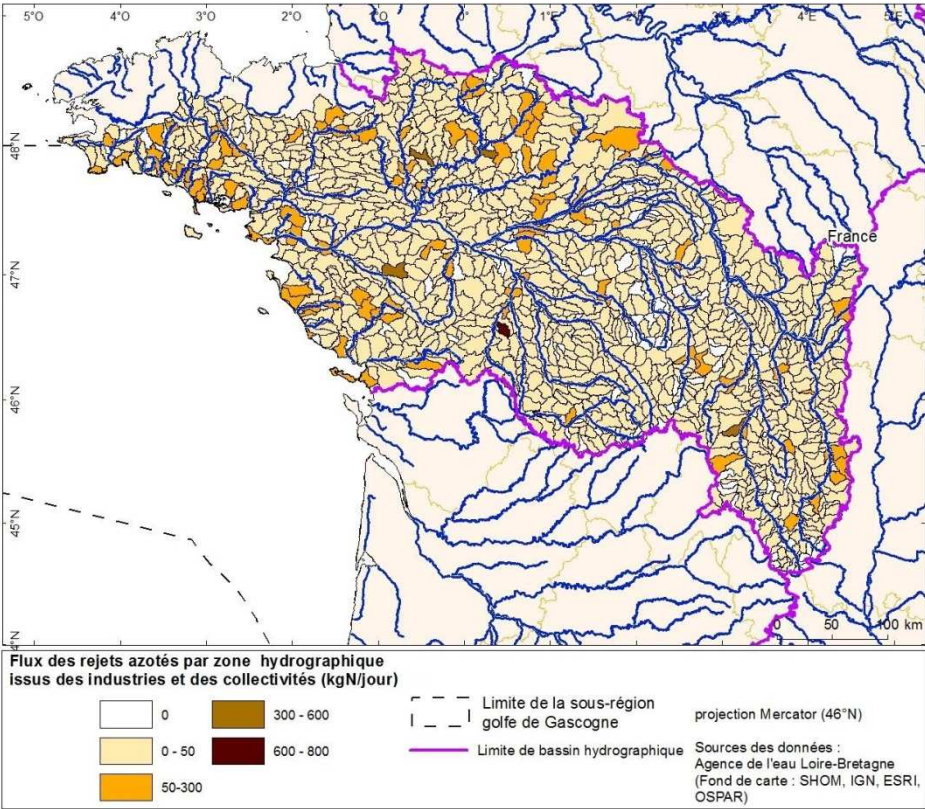 5°O 4°O 3°O 2°O 1°O 0° 1°E 2°E 3°E 4°E 5°E
48°N
47°N
46°N
45°N
4°N
France
0 50 100 km
Flux des rejets azotés par zone hydrographique
issus des industries et des collectivités (kgN/jour)
0
300 - 600
0 - 50
600 - 800
50-300
Limite de la sous-région
golfe de Gascogne
Limite de bassin hydrographique
projection Mercator (46°N)
Sources des données :
Agence de l'eau Loire-Bretagne
(Fond de carte : SHOM, IGN, ESRI,
OSPAR)